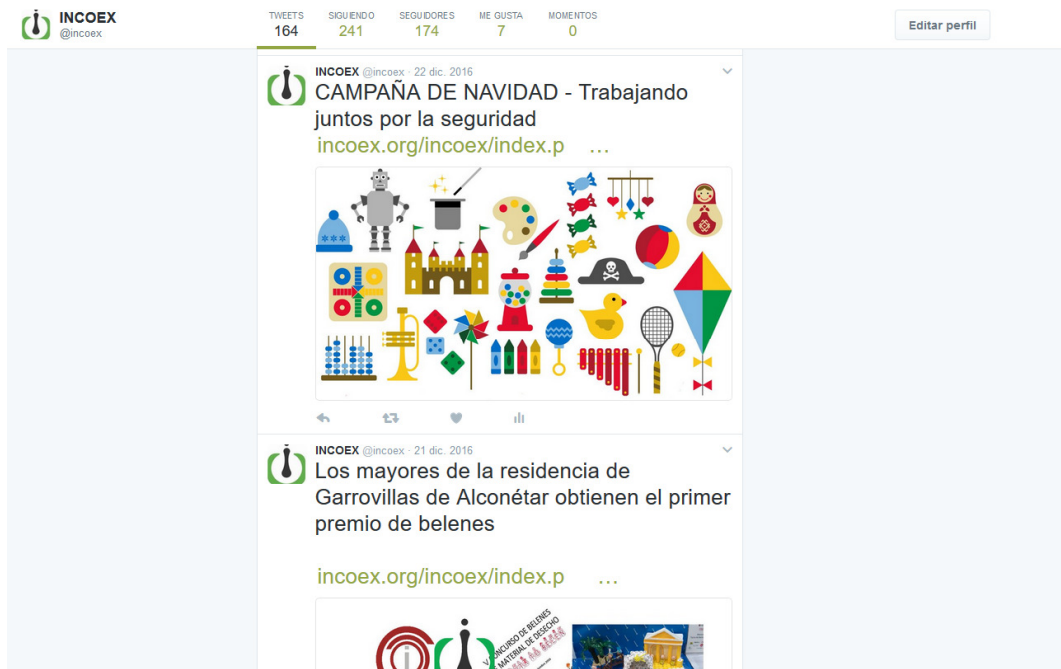 INCOEX
@incoex
TWEETS
164
SIGUIENDO
241
SEGUIDORES
174
ME GUSTA
7
MOMENTOS
0
Editar perfil
INCOEX @incoex · 22 dic. 2016
CAMPAÑA DE NAVIDAD - Trabajando
juntos por la seguridad
incoex.org/incoex/index.p …
INCOEX @incoex · 21 dic. 2016
Los mayores de la residencia de
Garrovillas de Alconétar obtienen el primer
premio de belenes
incoex.org/incoex/index.p …
V CONCURSO DE BELENES
MATERIAL DE DESECHO